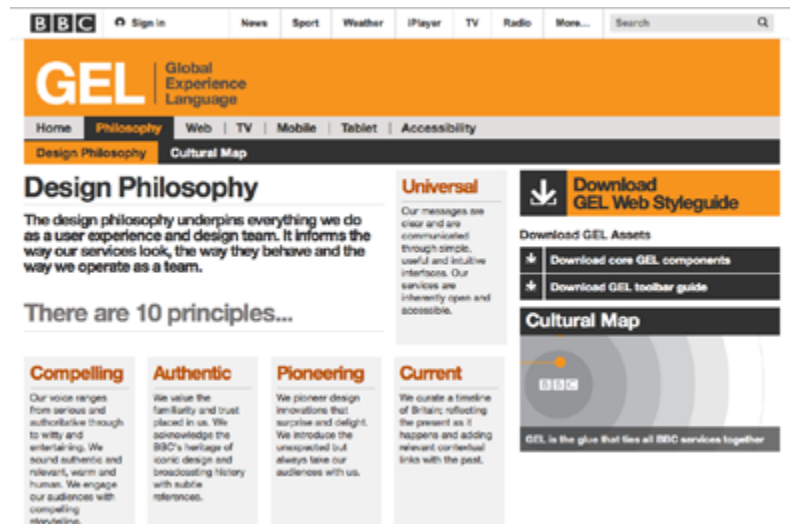 BBC Sign in News Sport Weather iPlayer TV Radio More... Search
GEL
Global
Experience
Language
Home Philosophy Web TV Mobile Tablet Accessibility
Design Philosophy Cultural Map
Design Philosophy
The design philosophy underpins everything we do
as a user experience and design team. It informs the
way our services look, the way they behave and the
way we operate as a team.
There are 10 principles...
Universal
Our messages are
clear and are
communicated
through simple,
useful and intuitive
interfaces. Our
services are
inherently open and
accessible.
Download
GEL Web Styleguide
Download GEL Assets
Download core GEL components
Download GEL toolbar guide
Cultural Map
BBC
GEL is the glue that ties all BBC services together
Compelling
Our voice ranges
from serious and
authoritative through
to witty and
entertaining. We
sound authentic and
relevant, warm and
human. We engage
our audiences with
compelling
storytelling.
Authentic
We value the
familiarity and trust
placed in us. We
acknowledge the
BBC's heritage of
iconic design and
broadcasting history
with subtle
references.
Pioneering
We pioneer design
innovations that
surprise and delight.
We introduce the
unexpected but
always take our
audiences with us.
Current
We curate a timeline
of Britain; reflecting
the present as it
happens and adding
relevant contextual
links with the past.